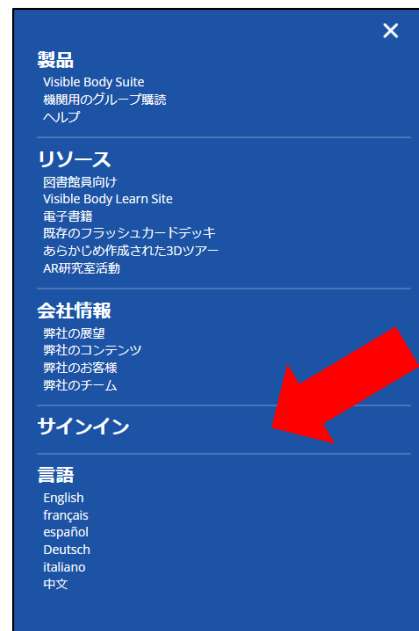 ×
製品
Visible Body Suite
機関用のグループ購読
ヘルプ
リソース
図書館員向け
Visible Body Learn Site
電子書籍
既存のフラッシュカードデッキ
あらかじめ作成された3Dツアー
AR研究室活動
会社情報
弊社の展望
弊社のコンテンツ
弊社のお客様
弊社のチーム
サインイン
言語
English
français
español
Deutsch
italiano
中文